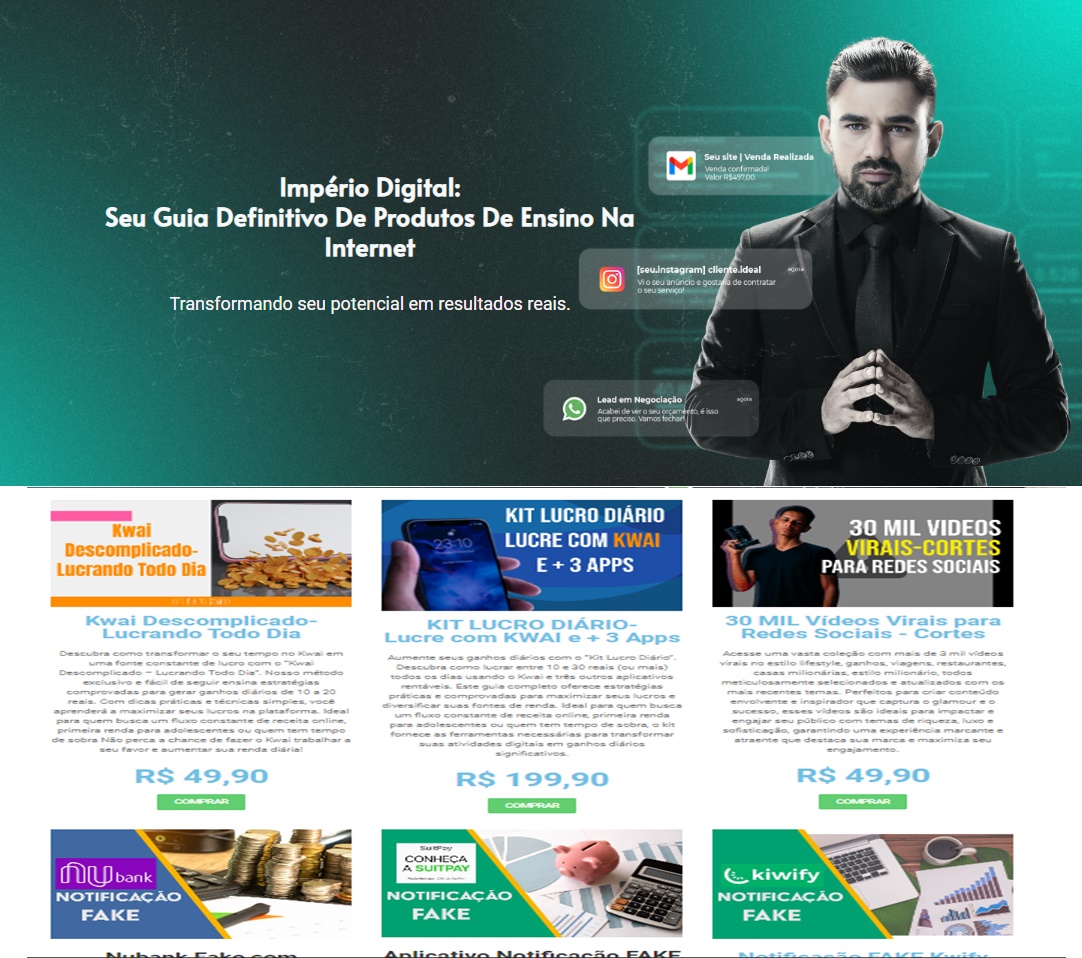 Império Digital:
Seu Guia Definitivo De Produtos De Ensino Na
Internet
Transformando seu potencial em resultados reais.
Seu site | Venda Realizada
Venda confirmada!
Valor R$497,00
[seu.instagram] cliente.ideal
agora
Vi o seu anúncio e gostaria de contratar
o seu serviço!
Lead em Negociação
agora
Acabei de ver o seu orçamento, é isso
que preciso. Vamos fechar!
Kwai
Descomplicado-
Lucrando Todo Dia
Kwai Descomplicado-
Lucrando Todo Dia
Descubra como transformar o seu tempo no Kwai em
uma fonte constante de lucro com o "Kwai
Descomplicado – Lucrando Todo Dia". Nosso método
exclusivo e fácil de seguir ensina estratégias
comprovadas para gerar ganhos diários de 10 a 20
reais. Com dicas práticas e técnicas simples, você
aprenderá a maximizar seus lucros na plataforma. Ideal
para quem busca um fluxo constante de receita online,
primeira renda para adolescentes ou quem tem tempo
de sobra Não perca a chance de fazer o Kwai trabalhar a
seu favor e aumentar sua renda diária!
R$ 49,90
COMPRAR
23:10
KIT LUCRO DIÁRIO
LUCRE COM KWAI
E + 3 APPS
KIT LUCRO DIÁRIO-
Lucre com KWAI e + 3 Apps
Aumente seus ganhos diários com o "Kit Lucro Diário".
Descubra como lucrar entre 10 e 30 reais (ou mais)
todos os dias usando o Kwai e três outros aplicativos
rentáveis. Este guia completo oferece estratégias
práticas e comprovadas para maximizar seus lucros e
diversificar suas fontes de renda. Ideal para quem busca
um fluxo constante de receita online, primeira renda
para adolescentes ou quem tem tempo de sobra, o kit
fornece as ferramentas necessárias para transformar
suas atividades digitais em ganhos diários
significativos.
R$ 199,90
COMPRAR
30 MIL VIDEOS
VIRAIS-CORTES
PARA REDES SOCIAIS
30 MIL Vídeos Virais para
Redes Sociais - Cortes
Acesse uma vasta coleção com mais de 3 mil vídeos
virais no estilo lifestyle, ganhos, viagens, restaurantes,
casas milionárias, estilo milionário, todos
meticulosamente selecionados e atualizados com os
mais recentes temas. Perfeitos para criar conteúdo
envolvente e inspirador que captura o glamour e o
sucesso, esses vídeos são ideais para impactar e
engajar seu público com temas de riqueza, luxo e
sofisticação, garantindo uma experiência marcante e
atraente que destaca sua marca e maximiza seu
engajamento.
R$ 49,90
COMPRAR
nu bank
NOTIFICAÇÃO
FAKE
Nubank Fake com
SuitPay
CONHEÇA
A SUITPAY
NOTIFICAÇÃO
FAKE
Aplicativo Notificação FAKE
kiwify
NOTIFICAÇÃO
FAKE
Notificação FAKE Kwify